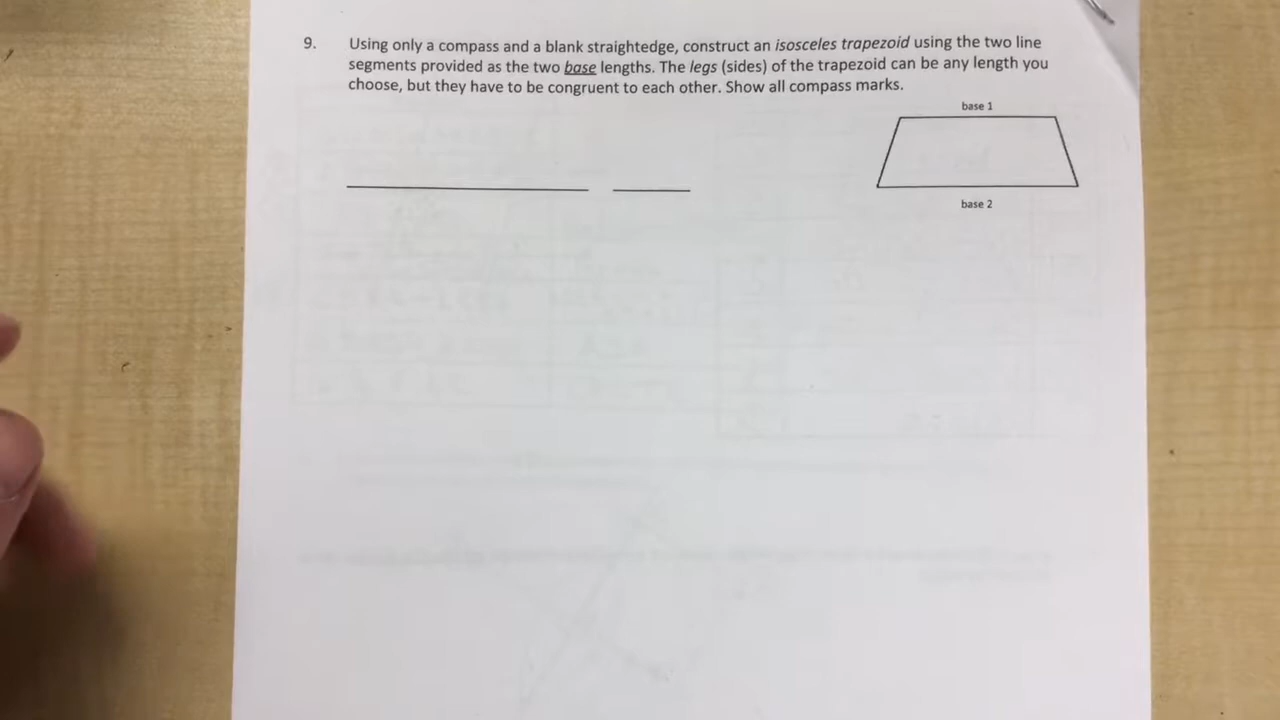 9. Using only a compass and a blank straightedge, construct an isosceles trapezoid using the two line
segments provided as the two base lengths. The legs (sides) of the trapezoid can be any length you
choose, but they have to be congruent to each other. Show all compass marks.
base 1
base 2